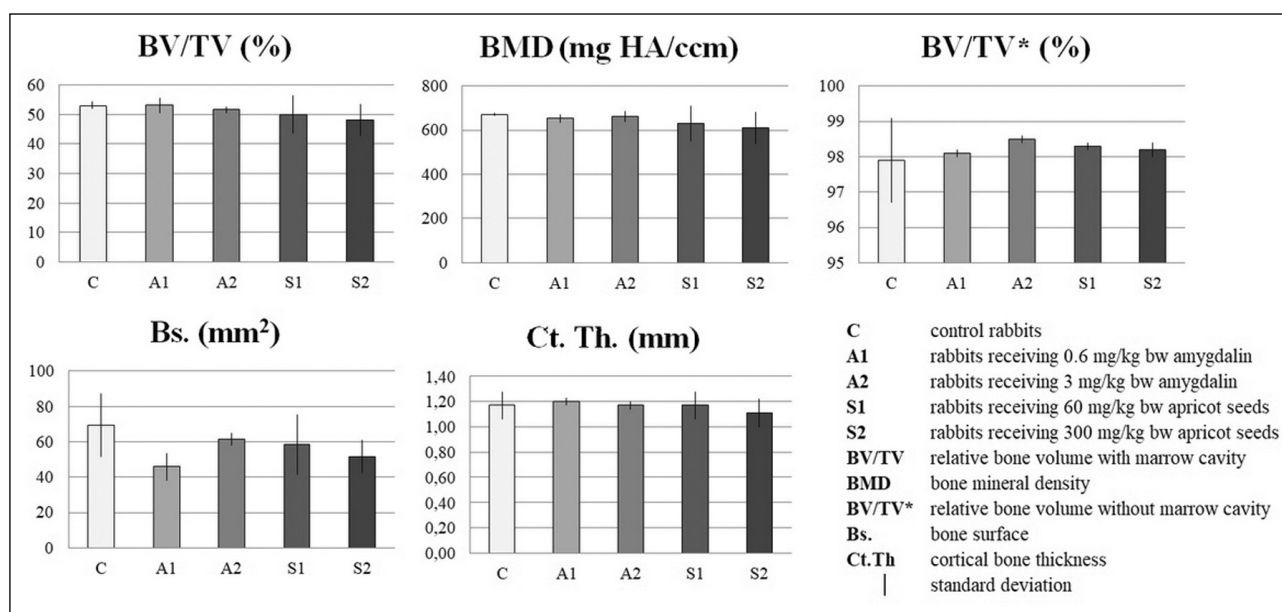 BV/TV (%)
60
50
40
30
20
10
0
C A1 A2 S1 S2
BMD (mg HA/ccm)
800
600
400
200
0
C A1 A2 S1 S2
BV/TV* (%)
100
99
98
97
96
95
C A1 A2 S1 S2
Bs. (mm²)
100
80
60
40
20
0
C A1 A2 S1 S2
Ct. Th. (mm)
1,40
1,20
1,00
0,80
0,60
0,40
0,20
0,00
C A1 A2 S1 S2
C control rabbits
A1 rabbits receiving 0.6 mg/kg bw amygdalin
A2 rabbits receiving 3 mg/kg bw amygdalin
S1 rabbits receiving 60 mg/kg bw apricot seeds
S2 rabbits receiving 300 mg/kg bw apricot seeds
BV/TV relative bone volume with marrow cavity
BMD bone mineral density
BV/TV* relative bone volume without marrow cavity
Bs. bone surface
Ct.Th cortical bone thickness
| standard deviation